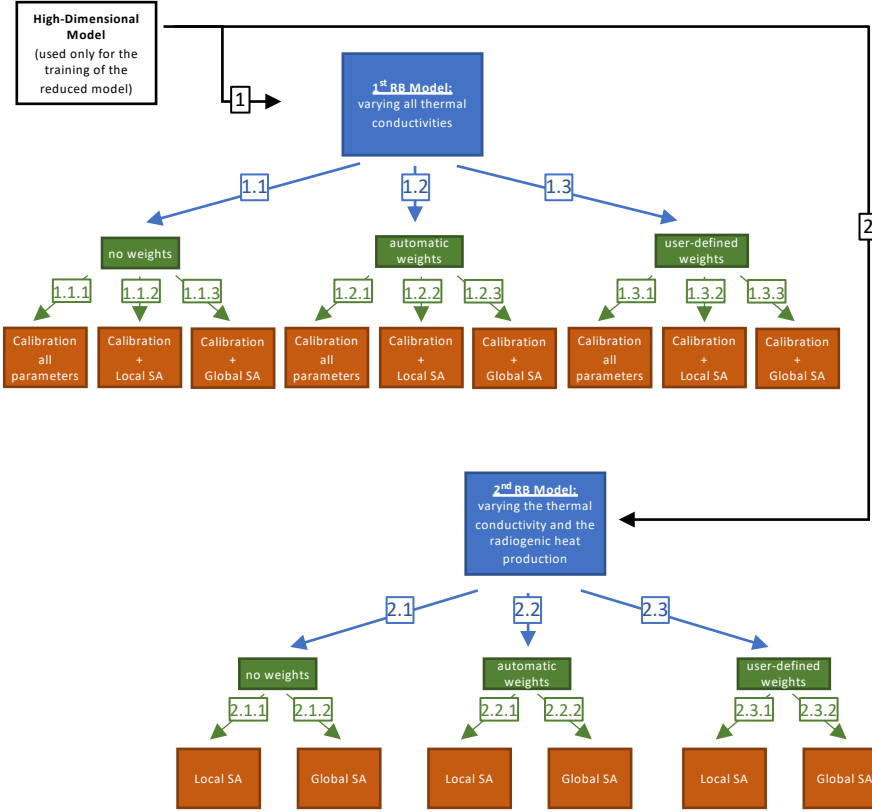 High-Dimensional
Model
(used only for the
training of the
reduced model)
1
1st RB Model:
varying all thermal
conductivities
1.1
1.2
1.3
2
no weights
automatic
weights
user-defined
weights
1.1.1
1.1.2
1.1.3
1.2.1
1.2.2
1.2.3
1.3.1
1.3.2
1.3.3
Calibration
all
parameters
Calibration
+
Local SA
Calibration
+
Global SA
Calibration
all
parameters
Calibration
+
Local SA
Calibration
+
Global SA
Calibration
all
parameters
Calibration
+
Local SA
Calibration
+
Global SA
2nd RB Model:
varying the thermal
conductivity and the
radiogenic heat
production
2.1
2.2
2.3
no weights
automatic
weights
user-defined
weights
2.1.1
2.1.2
2.2.1
2.2.2
2.3.1
2.3.2
Local SA
Global SA
Local SA
Global SA
Local SA
Global SA